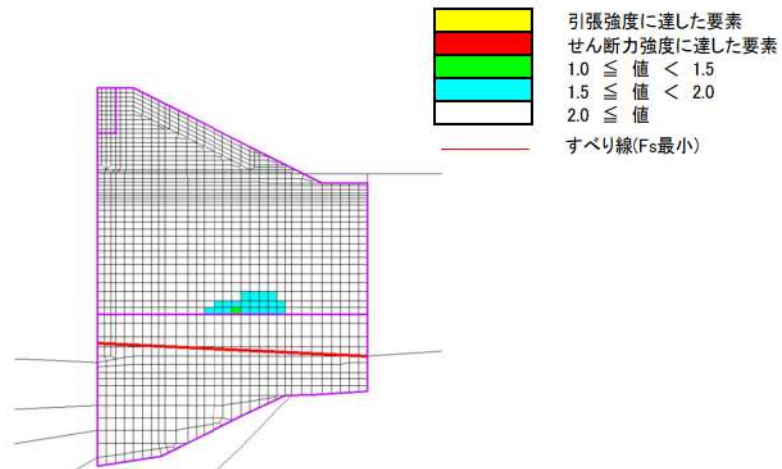 引張強度に達した要素
せん断力強度に達した要素
1.0 ≦ 値 < 1.5
1.5 ≦ 値 < 2.0
2.0 ≦ 値
すべり線(Fs最小)